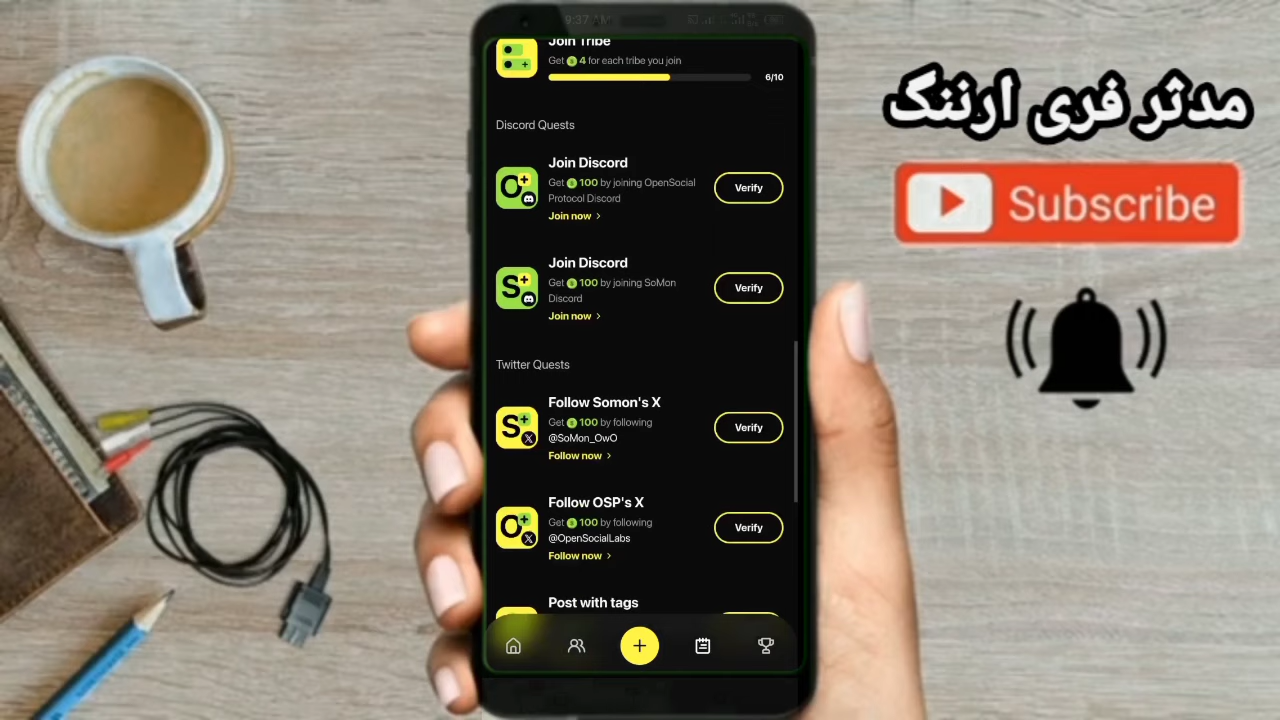 9:37 AM
Join Tribe
Get 4 for each tribe you join
6/10
Discord Quests
Join Discord
Get 100 by joining OpenSocial
Protocol Discord
Join now >
Verify
Join Discord
Get 100 by joining SoMon
Discord
Join now >
Verify
Twitter Quests
Follow Somon's X
Get 100 by following
@SoMon_OwO
Follow now >
Verify
Follow OSP's X
Get 100 by following
@OpenSocialLabs
Follow now >
Verify
Post with tags
مدثر فری ارننگ
Subscribe